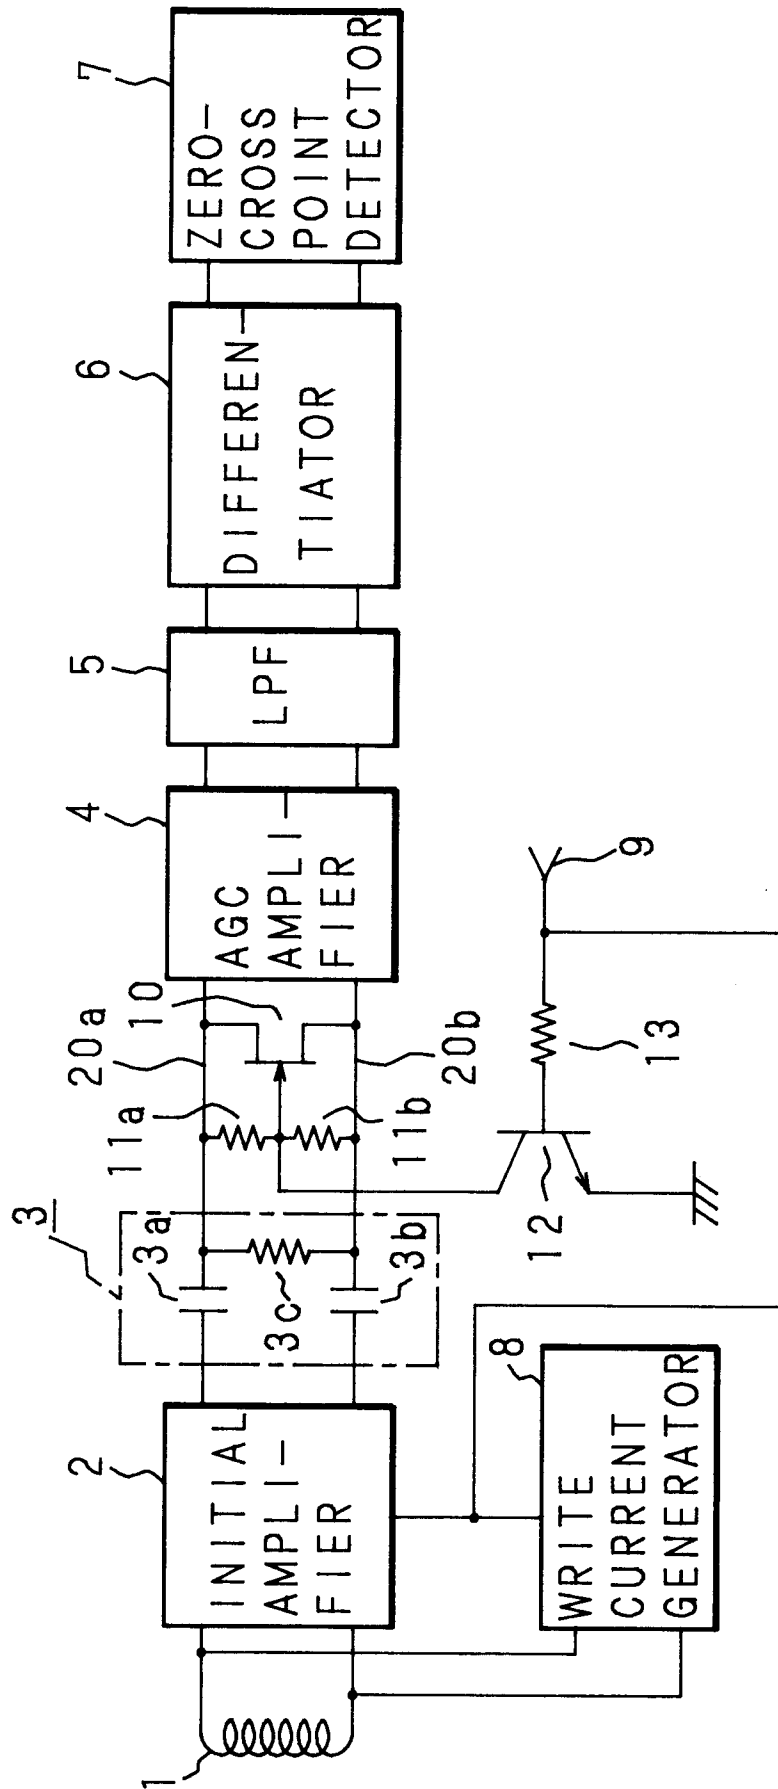 1
2
INITIAL
AMPLI-
FIER
3
3a
3c
3b
11a
20a
10
11b
20b
4
AGC
AMPLI-
FIER
5
LPF
6
DIFFEREN-
TIATOR
7
ZERO-
CROSS
POINT
DETECTOR
8
WRITE
CURRENT
GENERATOR
12
13
9